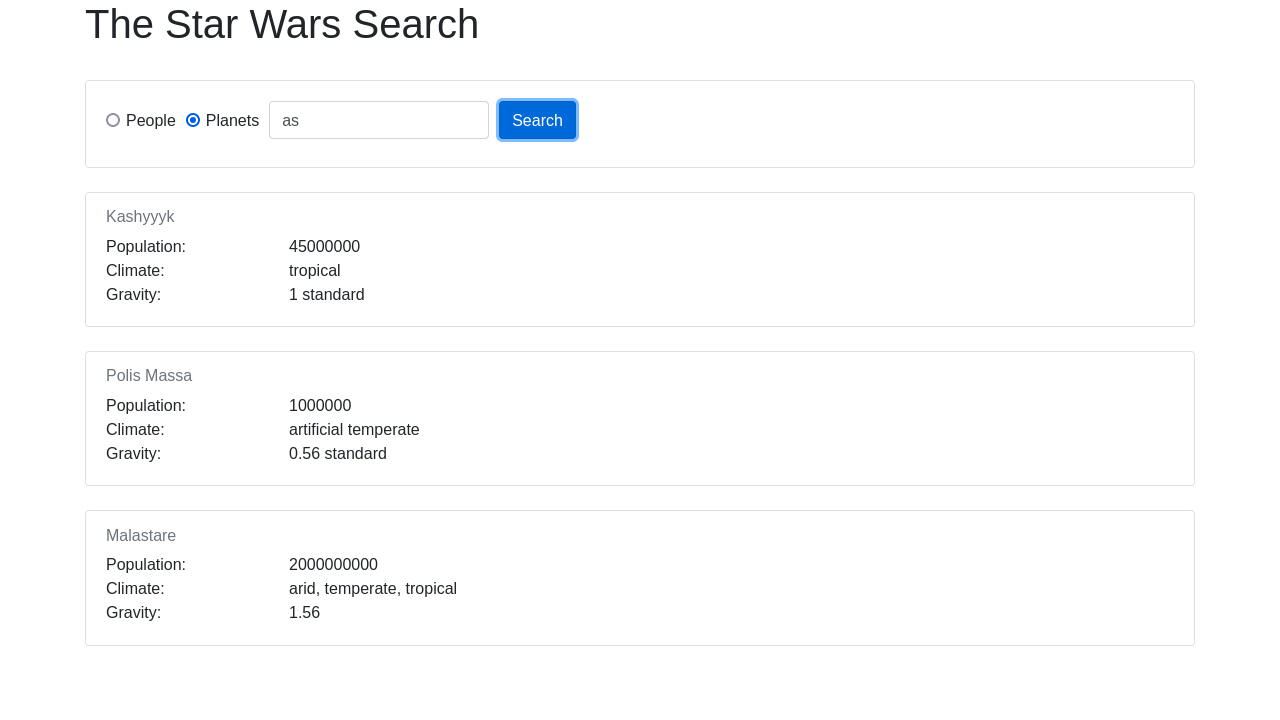 The Star Wars Search
People Planets as Search
Kashyyyk
Population: 45000000
Climate: tropical
Gravity: 1 standard
Polis Massa
Population: 1000000
Climate: artificial temperate
Gravity: 0.56 standard
Malastare
Population: 2000000000
Climate: arid, temperate, tropical
Gravity: 1.56